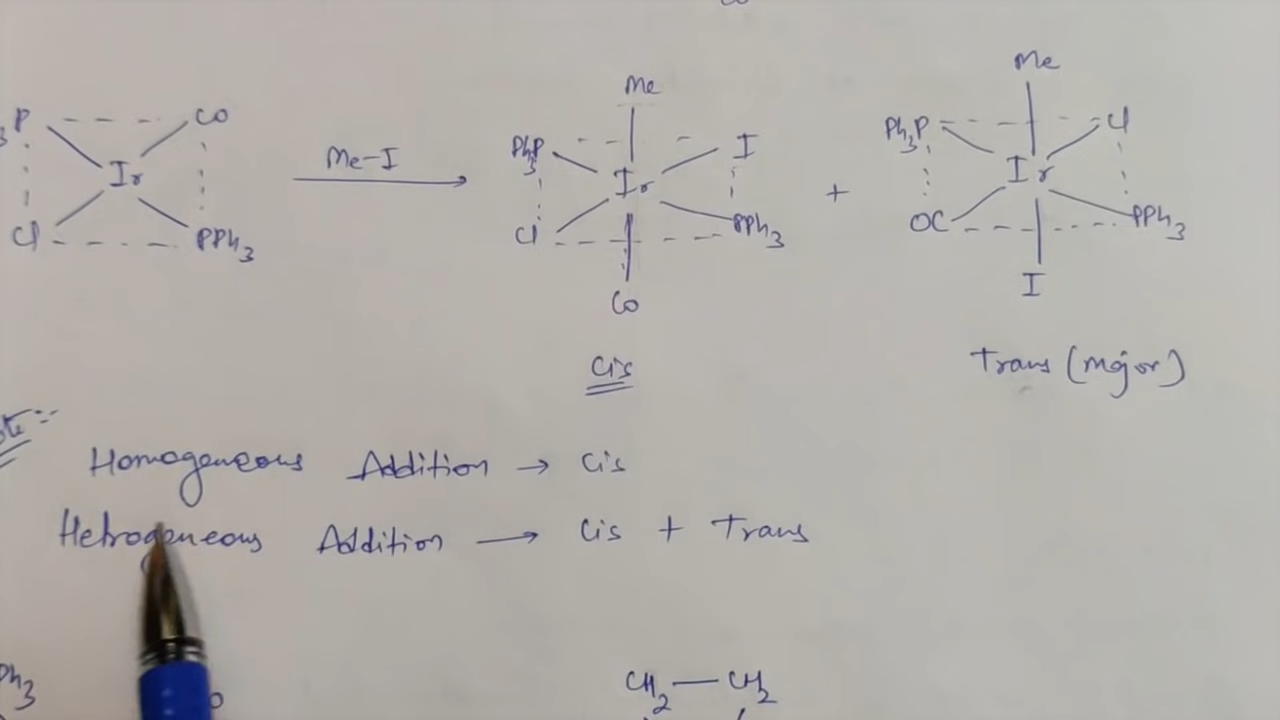 Me
Me
P CO Me-I Ph3P I + Ph3P Cl
Ir Ir Ir
Cl PPh3 Cl PPh3 OC PPh3
Co I
Cis Trans (Major)
Homogeneous Addition → Cis
Hetrogeneous Addition → Cis + Trans
Ph3 CH2—CH2